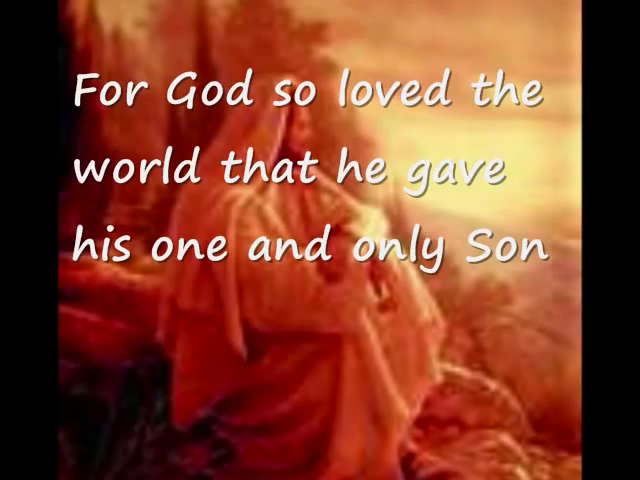 For God so loved the
world that he gave
his one and only Son